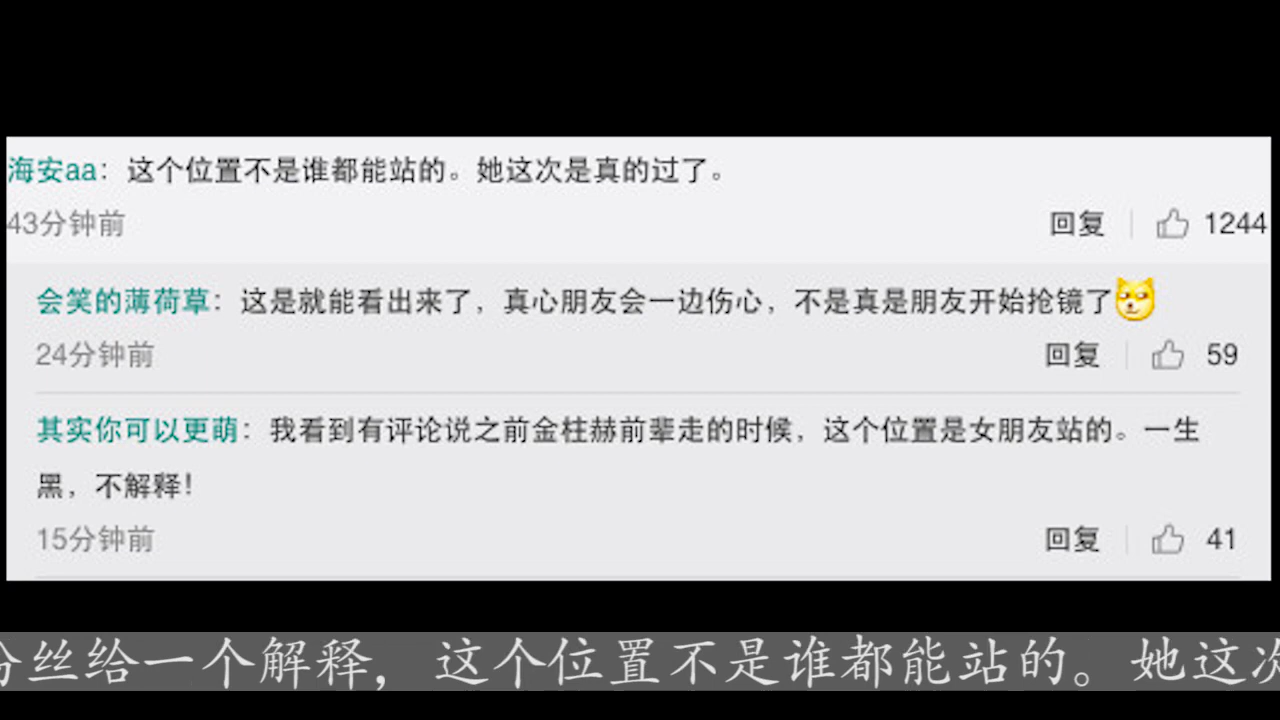 海安aa：这个位置不是谁都能站的。她这次是真的过了。
43分钟前 回复 1244
会笑的薄荷草：这是就能看出来了，真心朋友会一边伤心，不是真是朋友开始抢镜了
24分钟前 回复 59
其实你可以更萌：我看到有评论说之前金柱赫前辈走的时候，这个位置是女朋友站的。一生
黑，不解释！
15分钟前 回复 41
丝给一个解释，这个位置不是谁都能站的。她这次